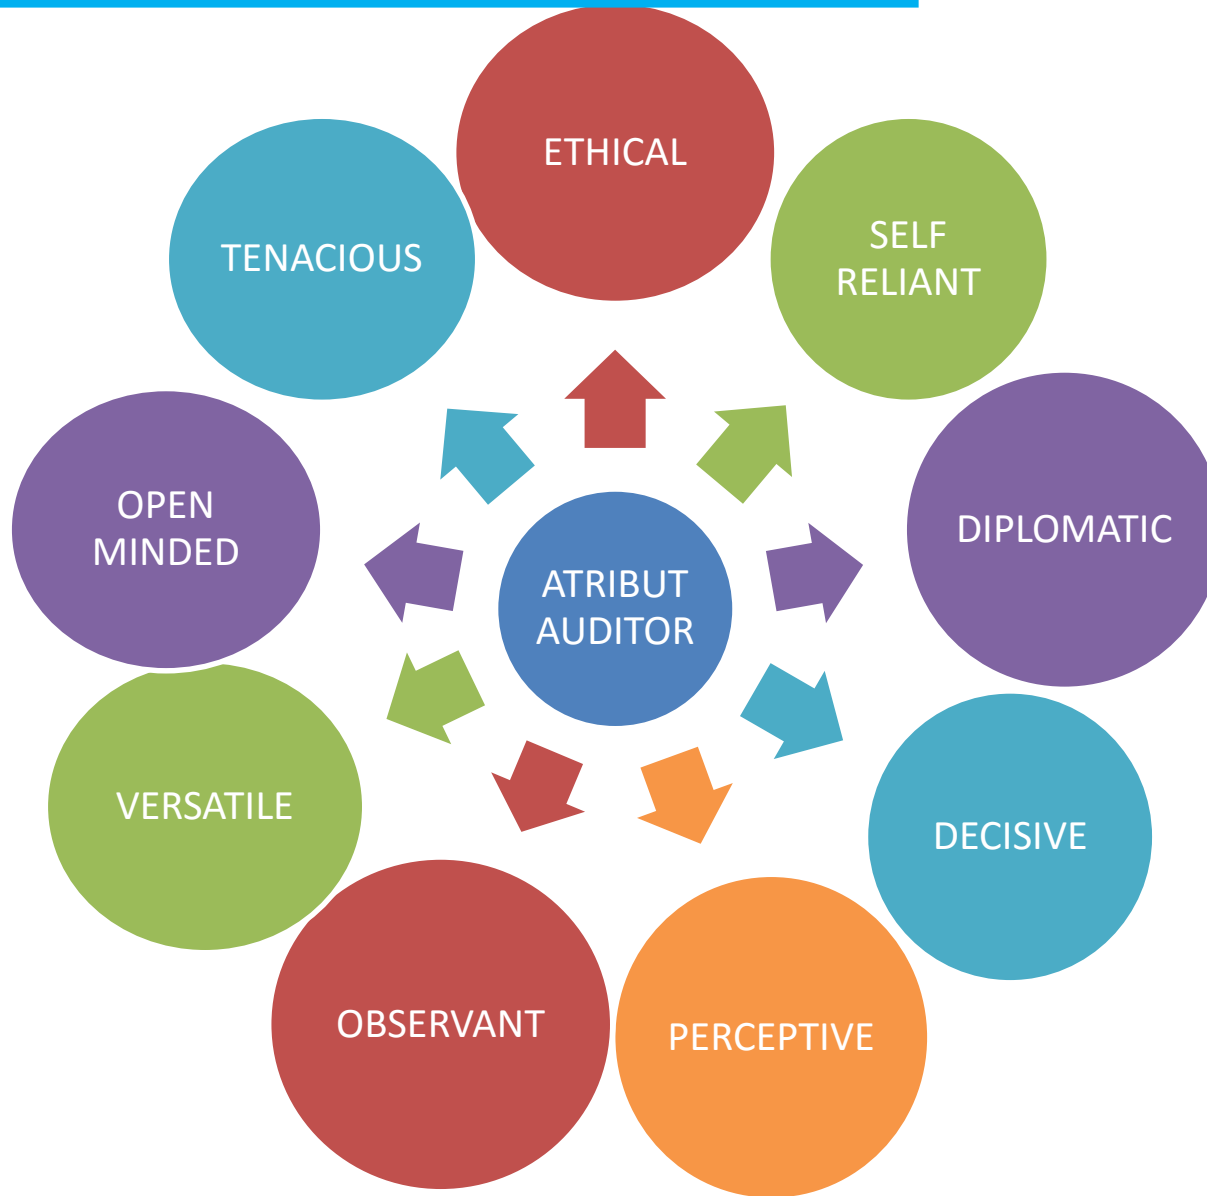 ETHICAL
SELF
RELIANT
DIPLOMATIC
DECISIVE
PERCEPTIVE
OBSERVANT
VERSATILE
OPEN
MINDED
TENACIOUS
ATRIBUT
AUDITOR